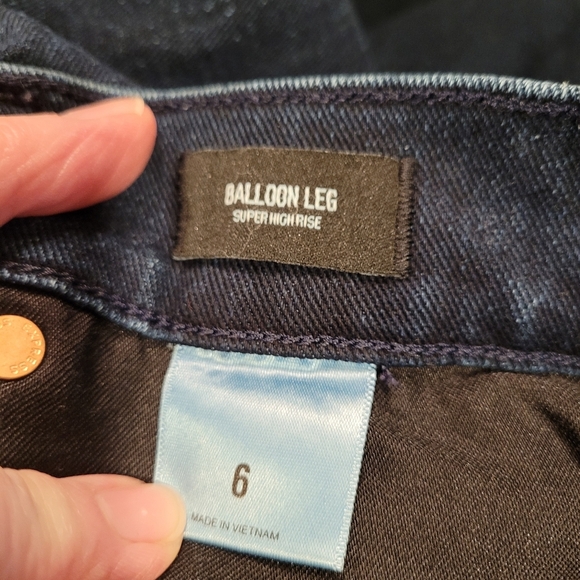 BALLOON LEG
SUPER HIGH RISE
6
MADE IN VIETNAM